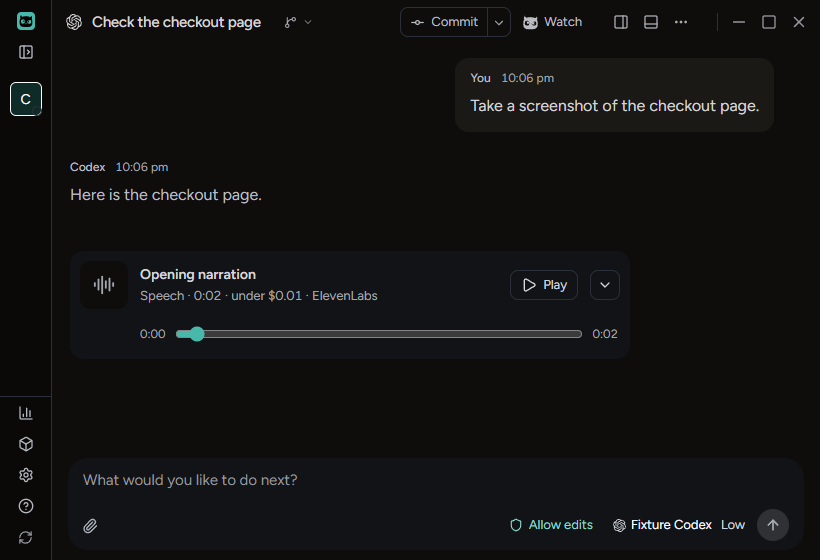 Check the checkout page
Commit
Watch
C
You 10:06 pm
Take a screenshot of the checkout page.
Codex 10:06 pm
Here is the checkout page.
Opening narration
Speech · 0:02 · under $0.01 · ElevenLabs
Play
0:00
0:02
What would you like to do next?
Allow edits
Fixture Codex Low